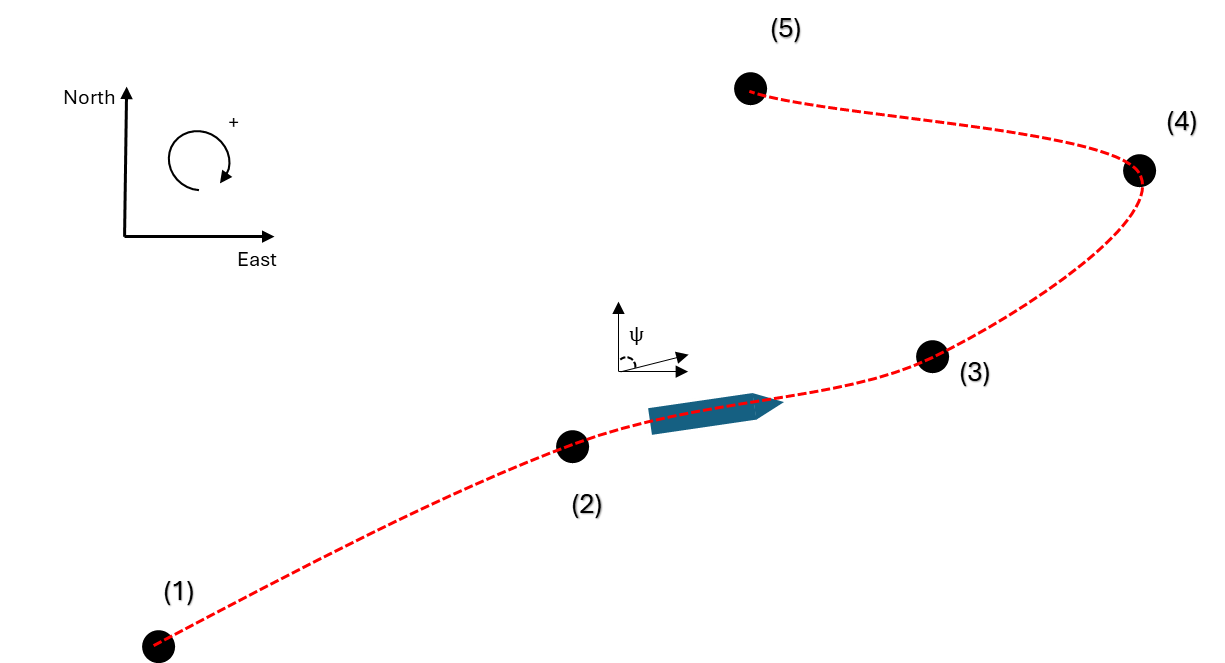 (5)
North
+
(4)
East
ψ
(3)
(2)
(1)